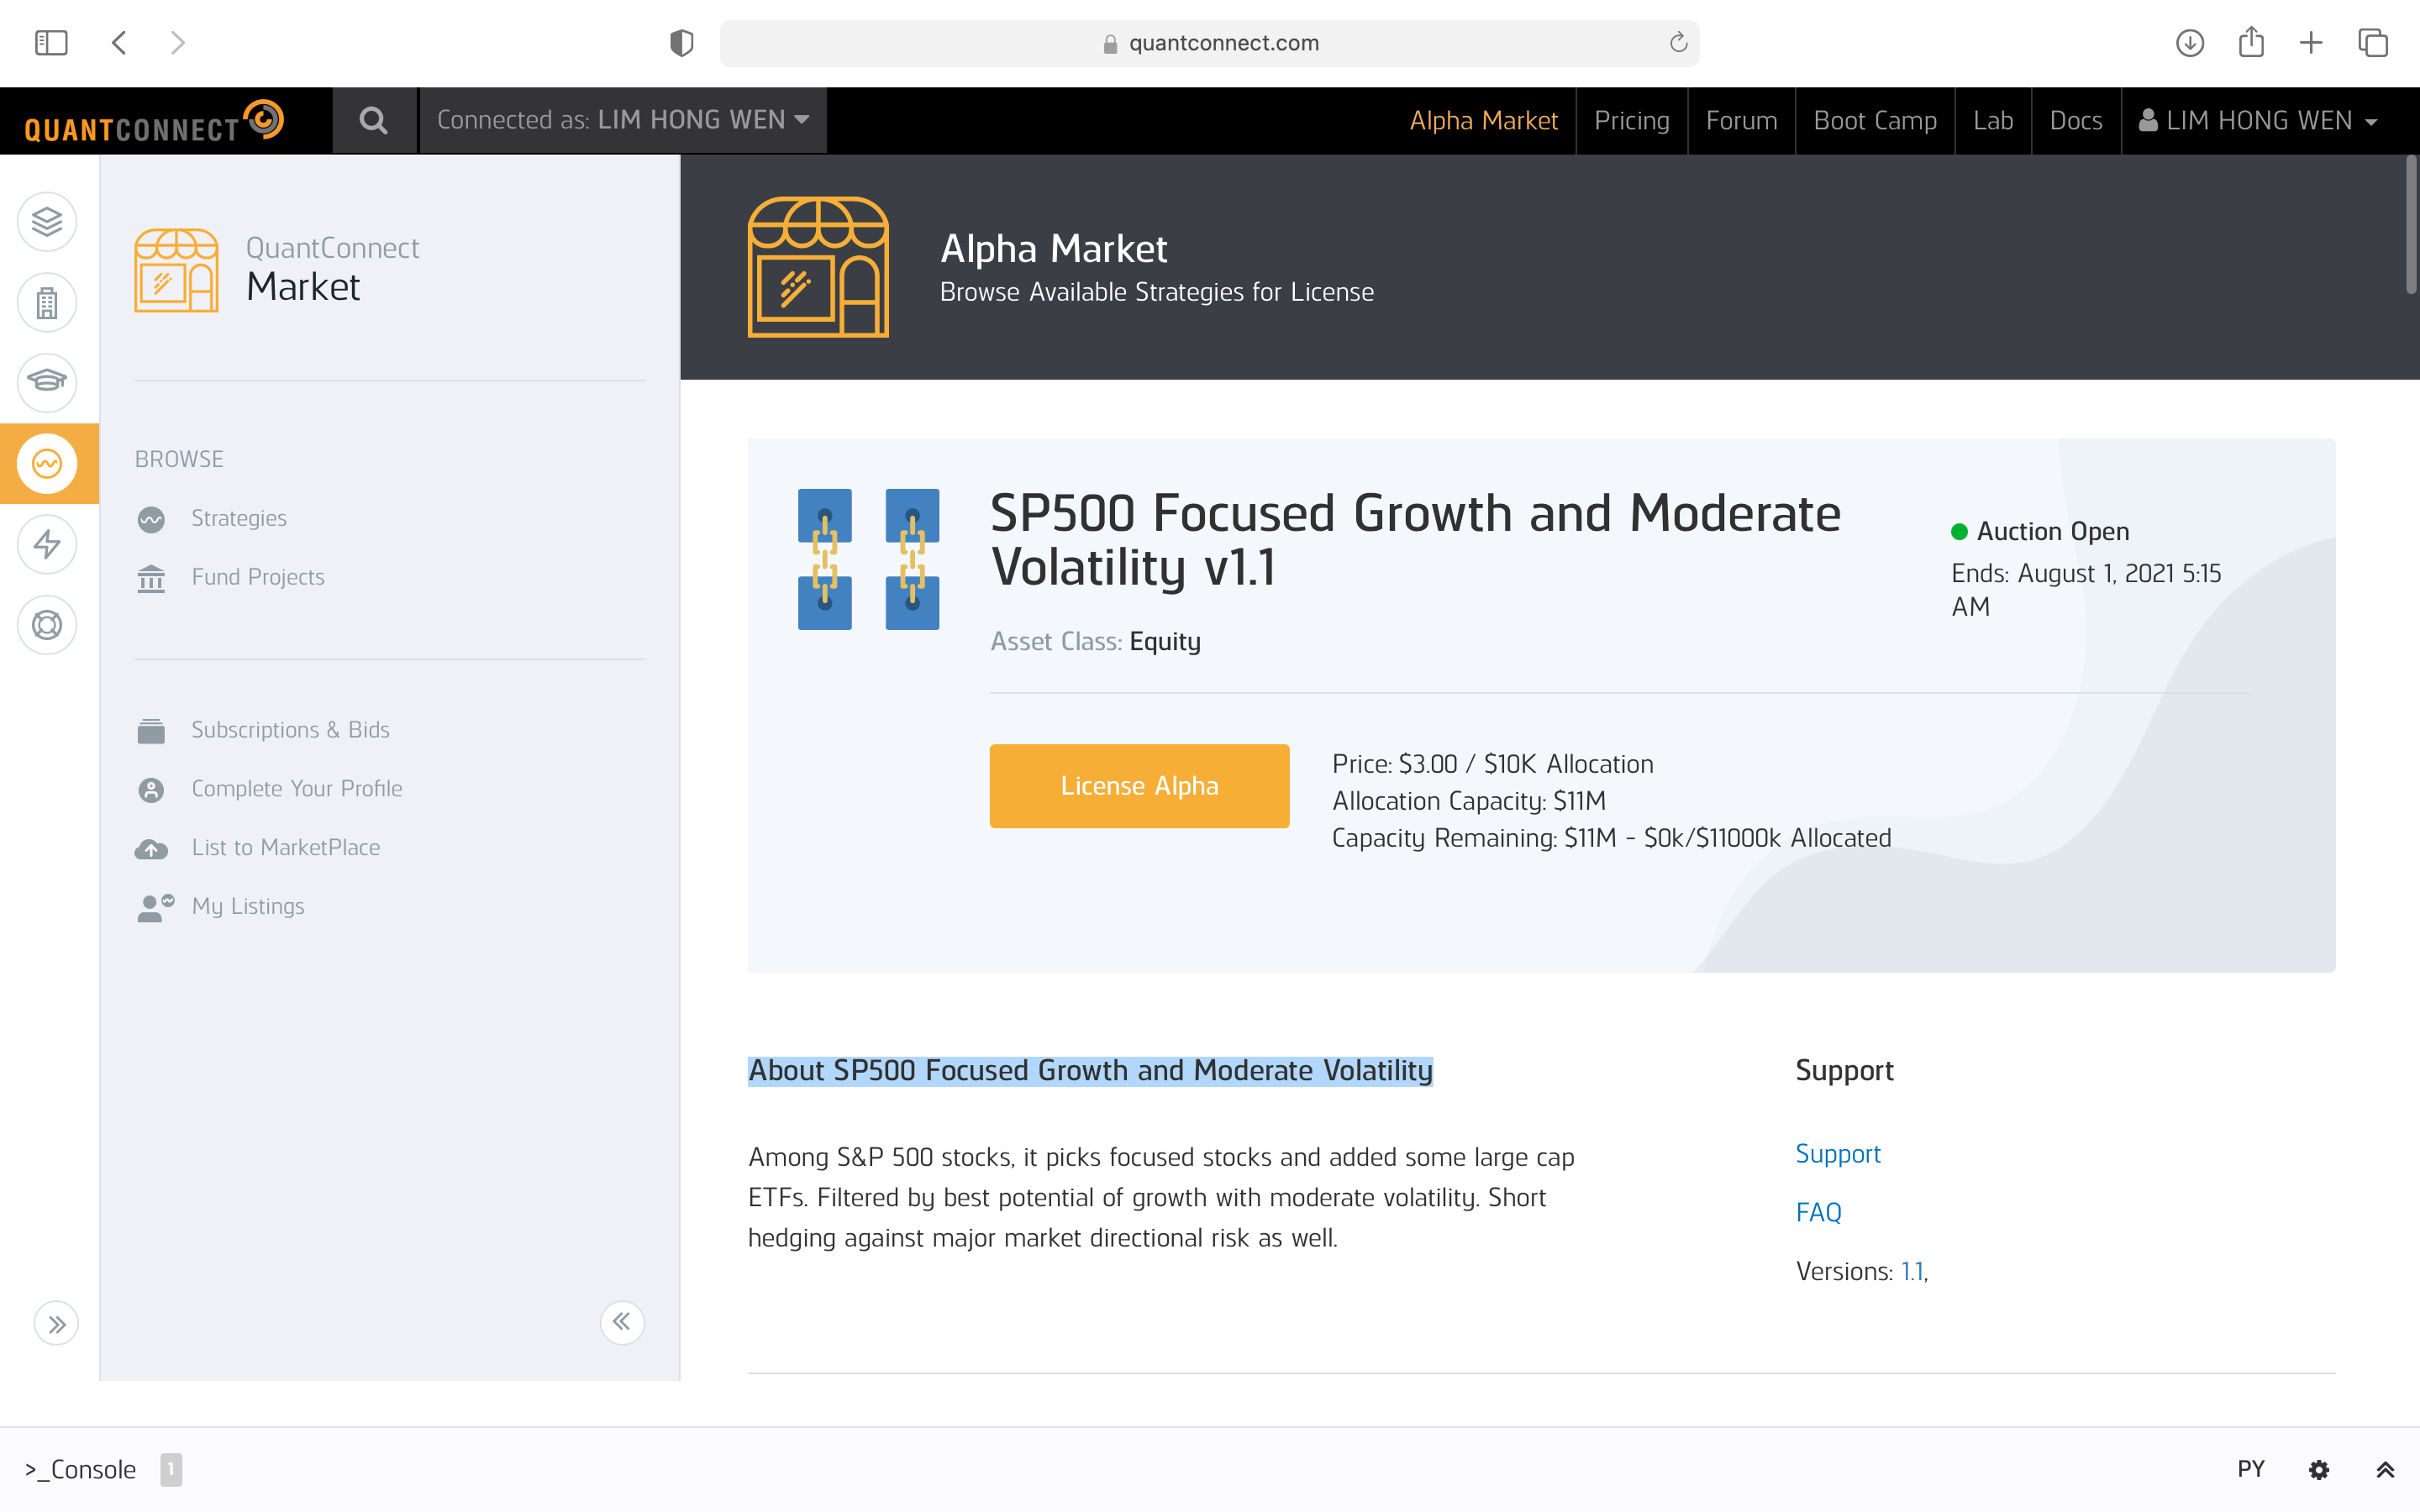 quantconnect.com
QUANTCONNECT
Connected as: LIM HONG WEN
Alpha Market
Pricing
Forum
Boot Camp
Lab
Docs
LIM HONG WEN
QuantConnect
Market
BROWSE
Strategies
Fund Projects
Subscriptions & Bids
Complete Your Profile
List to MarketPlace
My Listings
Alpha Market
Browse Available Strategies for License
SP500 Focused Growth and Moderate
Volatility v1.1
Asset Class: Equity
Auction Open
Ends: August 1, 2021 5:15
AM
License Alpha
Price: $3.00 / $10K Allocation
Allocation Capacity: $11M
Capacity Remaining: $11M - $0k/$11000k Allocated
About SP500 Focused Growth and Moderate Volatility
Among S&P 500 stocks, it picks focused stocks and added some large cap
ETFs. Filtered by best potential of growth with moderate volatility. Short
hedging against major market directional risk as well.
Support
Support
FAQ
Versions: 1.1,
>_Console 1
PY